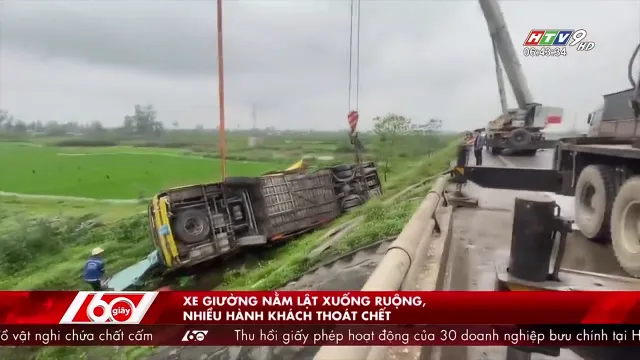 HTV9 HD
06:43:34
60 giây
XE GIƯỜNG NẰM LẬT XUỐNG RUỘNG,
NHIỀU HÀNH KHÁCH THOÁT CHẾT
ổ vật nghi chứa chất cấm
Thu hồi giấy phép hoạt động của 30 doanh nghiệp bưu chính tại H